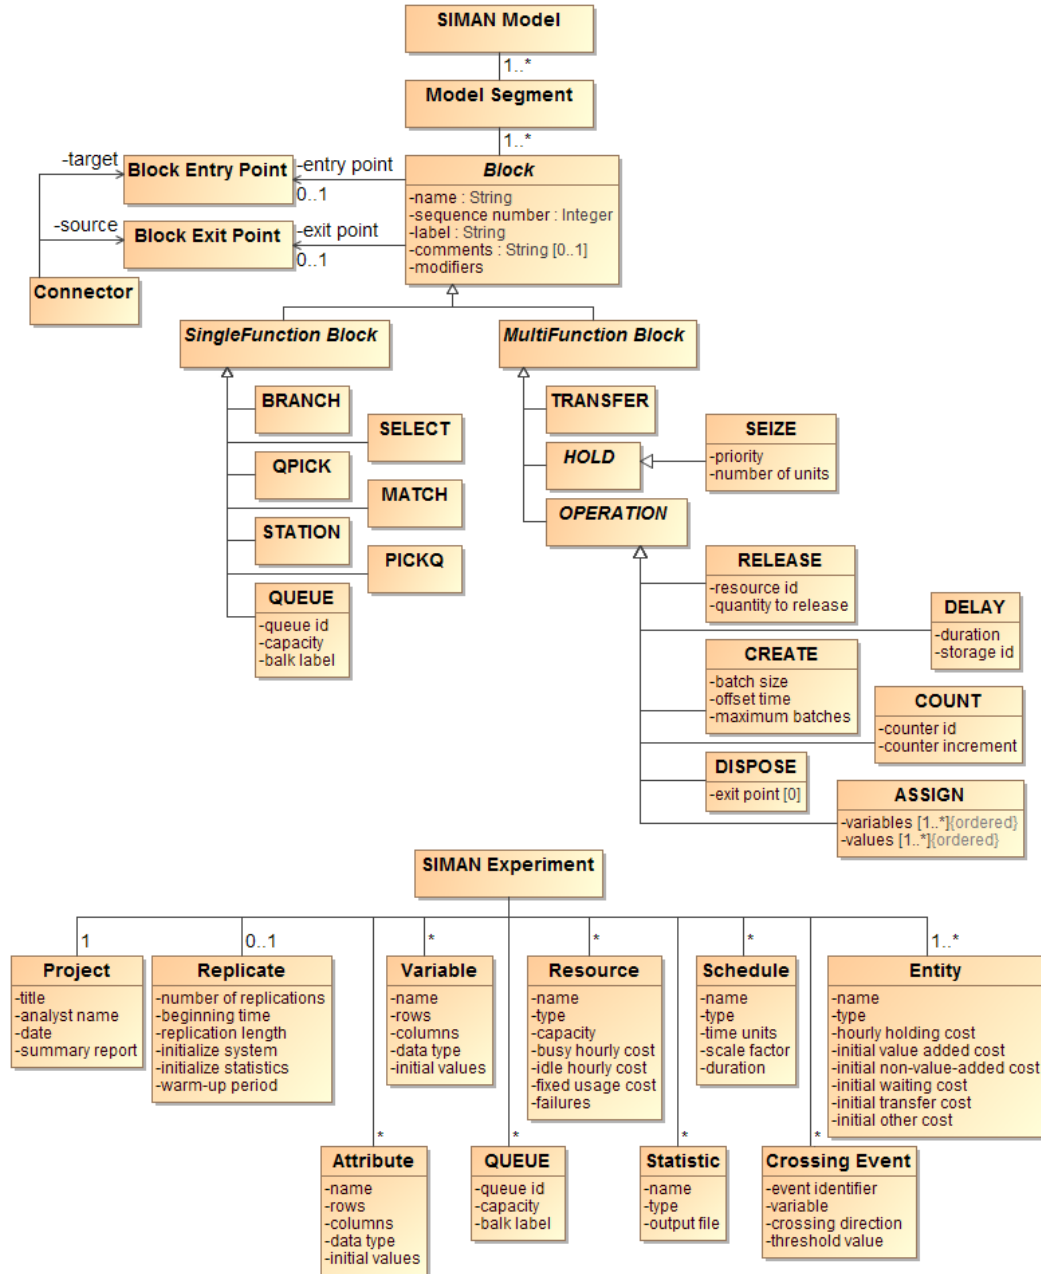 SIMAN Model
1..*
Model Segment
1..*
-target
Block Entry Point
-entry point
0..1
Block
-name : String
-sequence number : Integer
-label : String
-comments : String [0..1]
-modifiers
-source
Block Exit Point
-exit point
0..1
Connector
SingleFunction Block
MultiFunction Block
BRANCH
SELECT
QPICK
MATCH
STATION
PICKQ
QUEUE
-queue id
-capacity
-balk label
TRANSFER
HOLD
SEIZE
-priority
-number of units
OPERATION
RELEASE
-resource id
-quantity to release
DELAY
-duration
-storage id
CREATE
-batch size
-offset time
-maximum batches
COUNT
-counter id
-counter increment
DISPOSE
-exit point [0]
ASSIGN
-variables [1..*]{ordered}
-values [1..*]{ordered}
SIMAN Experiment
1
0..1
*
*
*
1..*
Project
-title
-analyst name
-date
-summary report
Replicate
-number of replications
-beginning time
-replication length
-initialize system
-initialize statistics
-warm-up period
Variable
-name
-rows
-columns
-data type
-initial values
Resource
-name
-type
-capacity
-busy hourly cost
-idle hourly cost
-fixed usage cost
-failures
Schedule
-name
-type
-time units
-scale factor
-duration
Entity
-name
-type
-hourly holding cost
-initial value added cost
-initial non-value-added cost
-initial waiting cost
-initial transfer cost
-initial other cost
*
*
*
*
Attribute
-name
-rows
-columns
-data type
-initial values
QUEUE
-queue id
-capacity
-balk label
Statistic
-name
-type
-output file
Crossing Event
-event identifier
-variable
-crossing direction
-threshold value